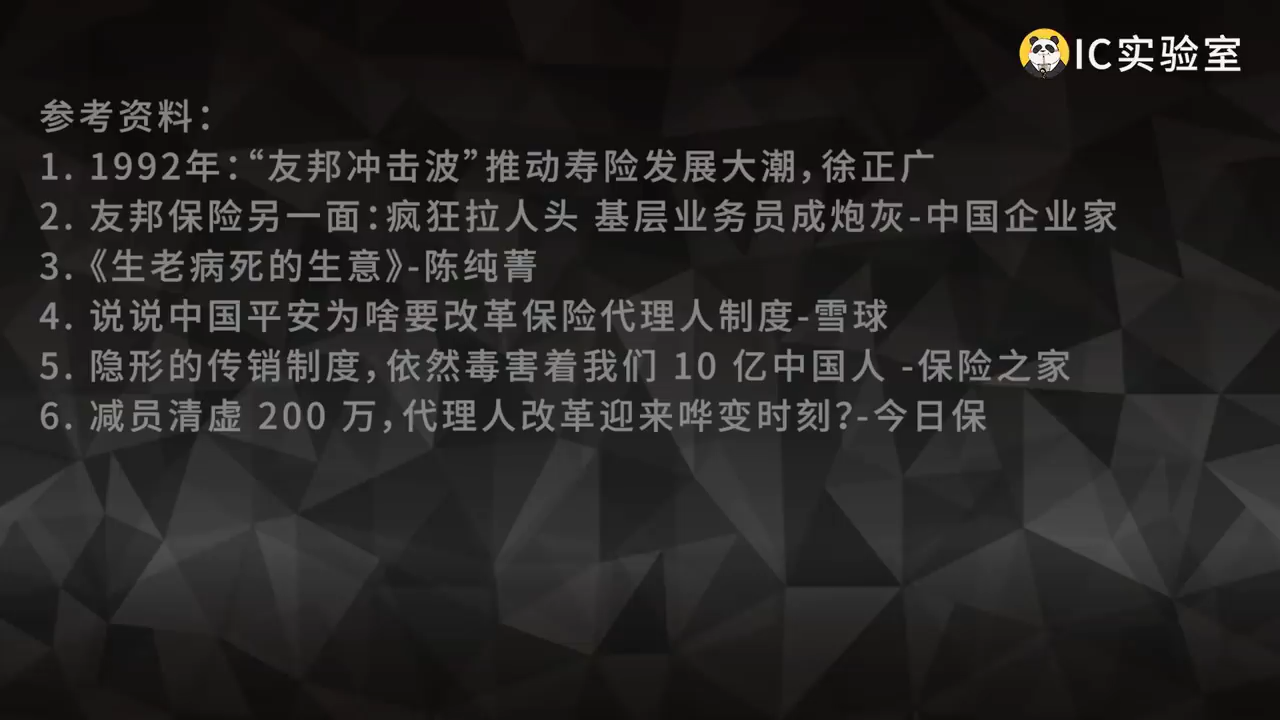 IC实验室
参考资料：
1. 1992年：“友邦冲击波”推动寿险发展大潮，徐正广
2. 友邦保险另一面：疯狂拉人头 基层业务员成炮灰-中国企业家
3.《生老病死的生意》-陈纯菁
4. 说说中国平安为啥要改革保险代理人制度-雪球
5. 隐形的传销制度，依然毒害着我们 10 亿中国人 -保险之家
6. 减员清虚 200 万，代理人改革迎来哗变时刻？-今日保